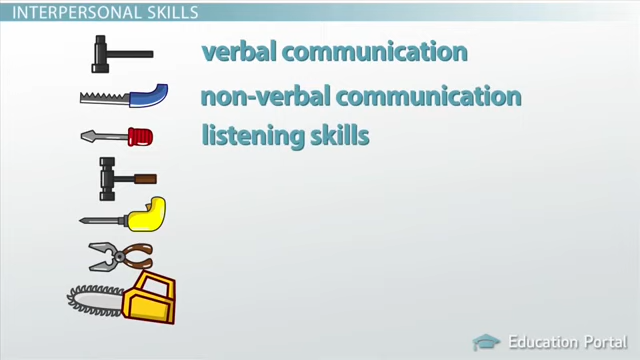 INTERPERSONAL SKILLS
verbal communication
non-verbal communication
listening skills
Education Portal